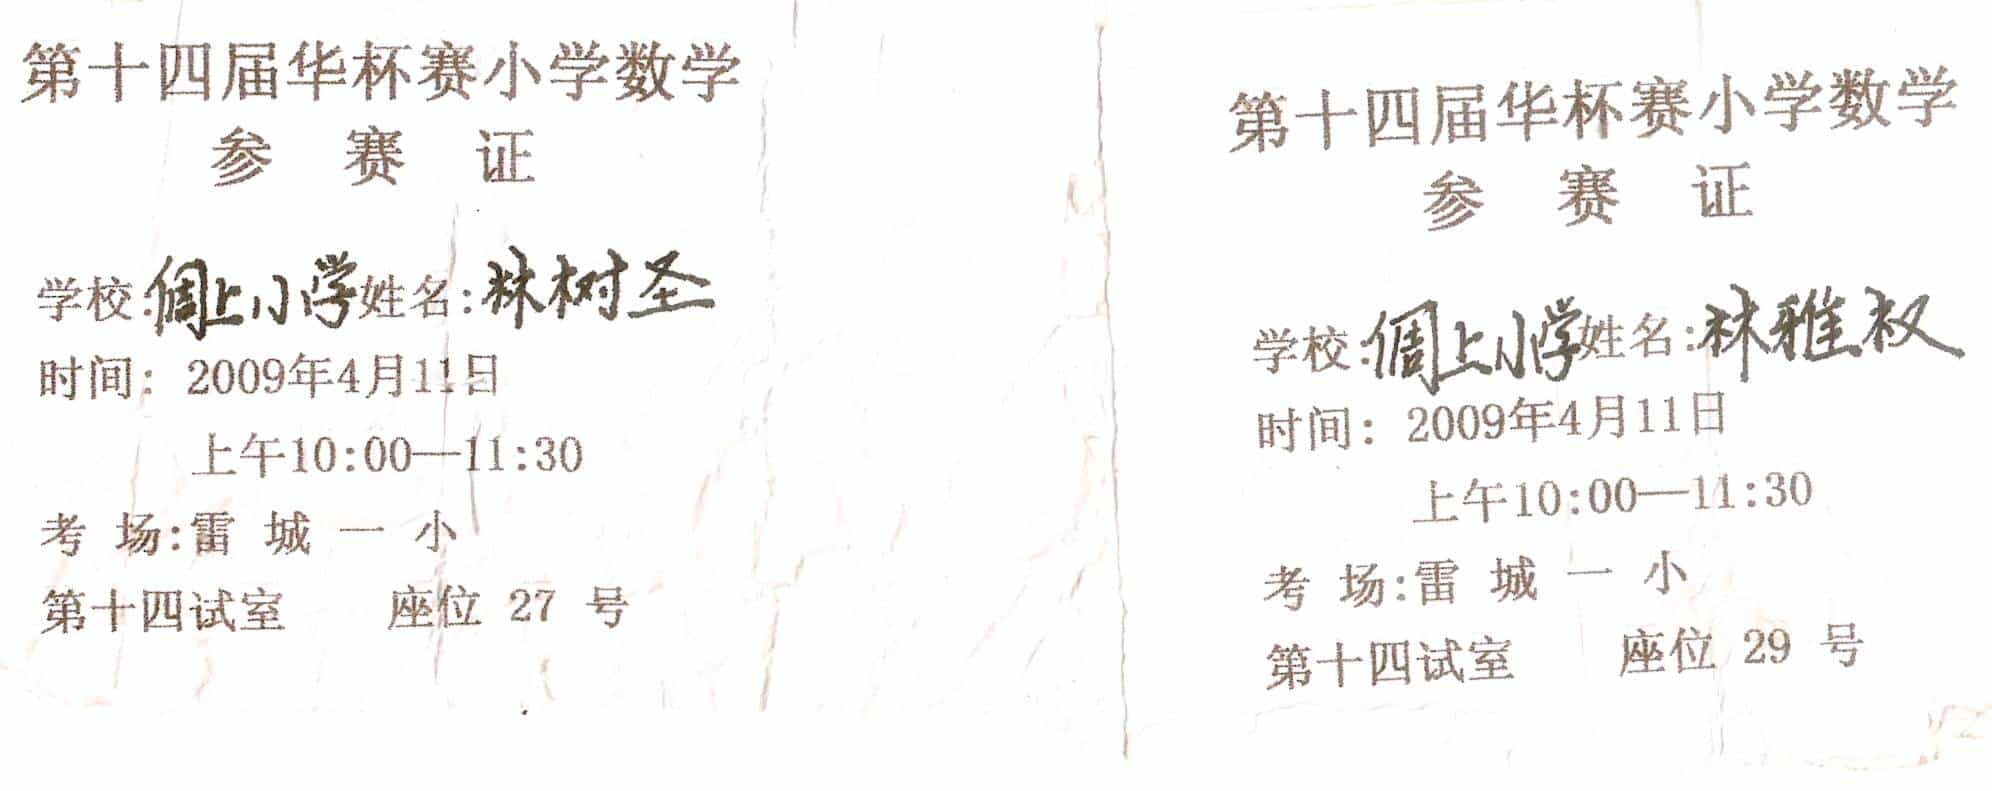 第十四届华杯赛小学数学
参 赛 证
学校:倜上小学姓名:林树圣
时间: 2009年4月11日
上午10:00—11:30
考 场:雷 城 一 小
第十四试室 座位 27 号
第十四届华杯赛小学数学
参 赛 证
学校:倜上小学姓名:林雅权
时间: 2009年4月11日
上午10:00—11:30
考 场:雷 城 一 小
第十四试室 座位 29 号